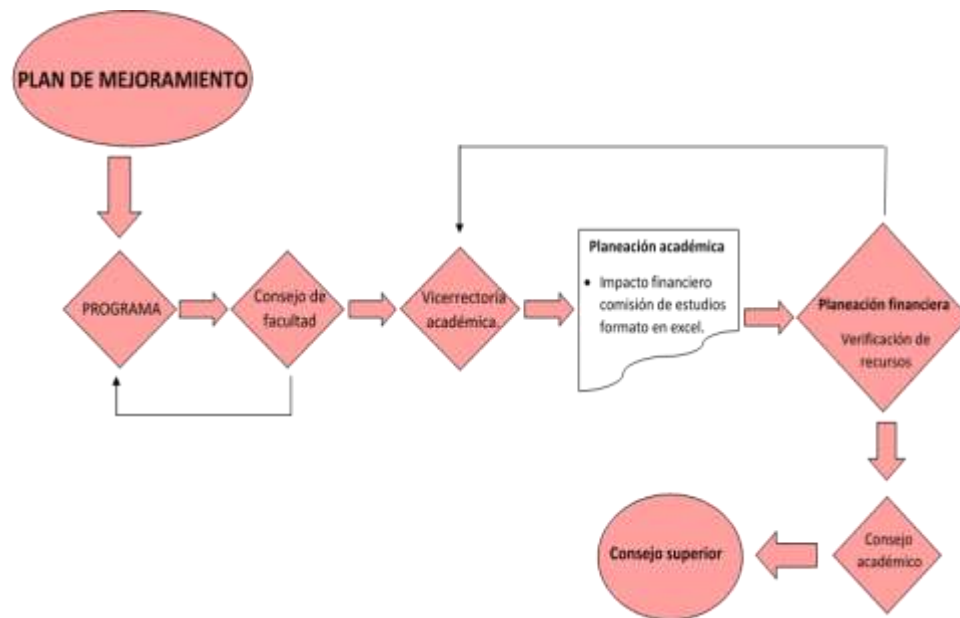 PLAN DE MEJORAMIENTO
PROGRAMA
Consejo de
facultad
Vicerrectoría
académica.
Planeación académica
• Impacto financiero
comisión de estudios
formato en excel.
Planeación financiera
Verificación de
recursos
Consejo
académico
Consejo superior